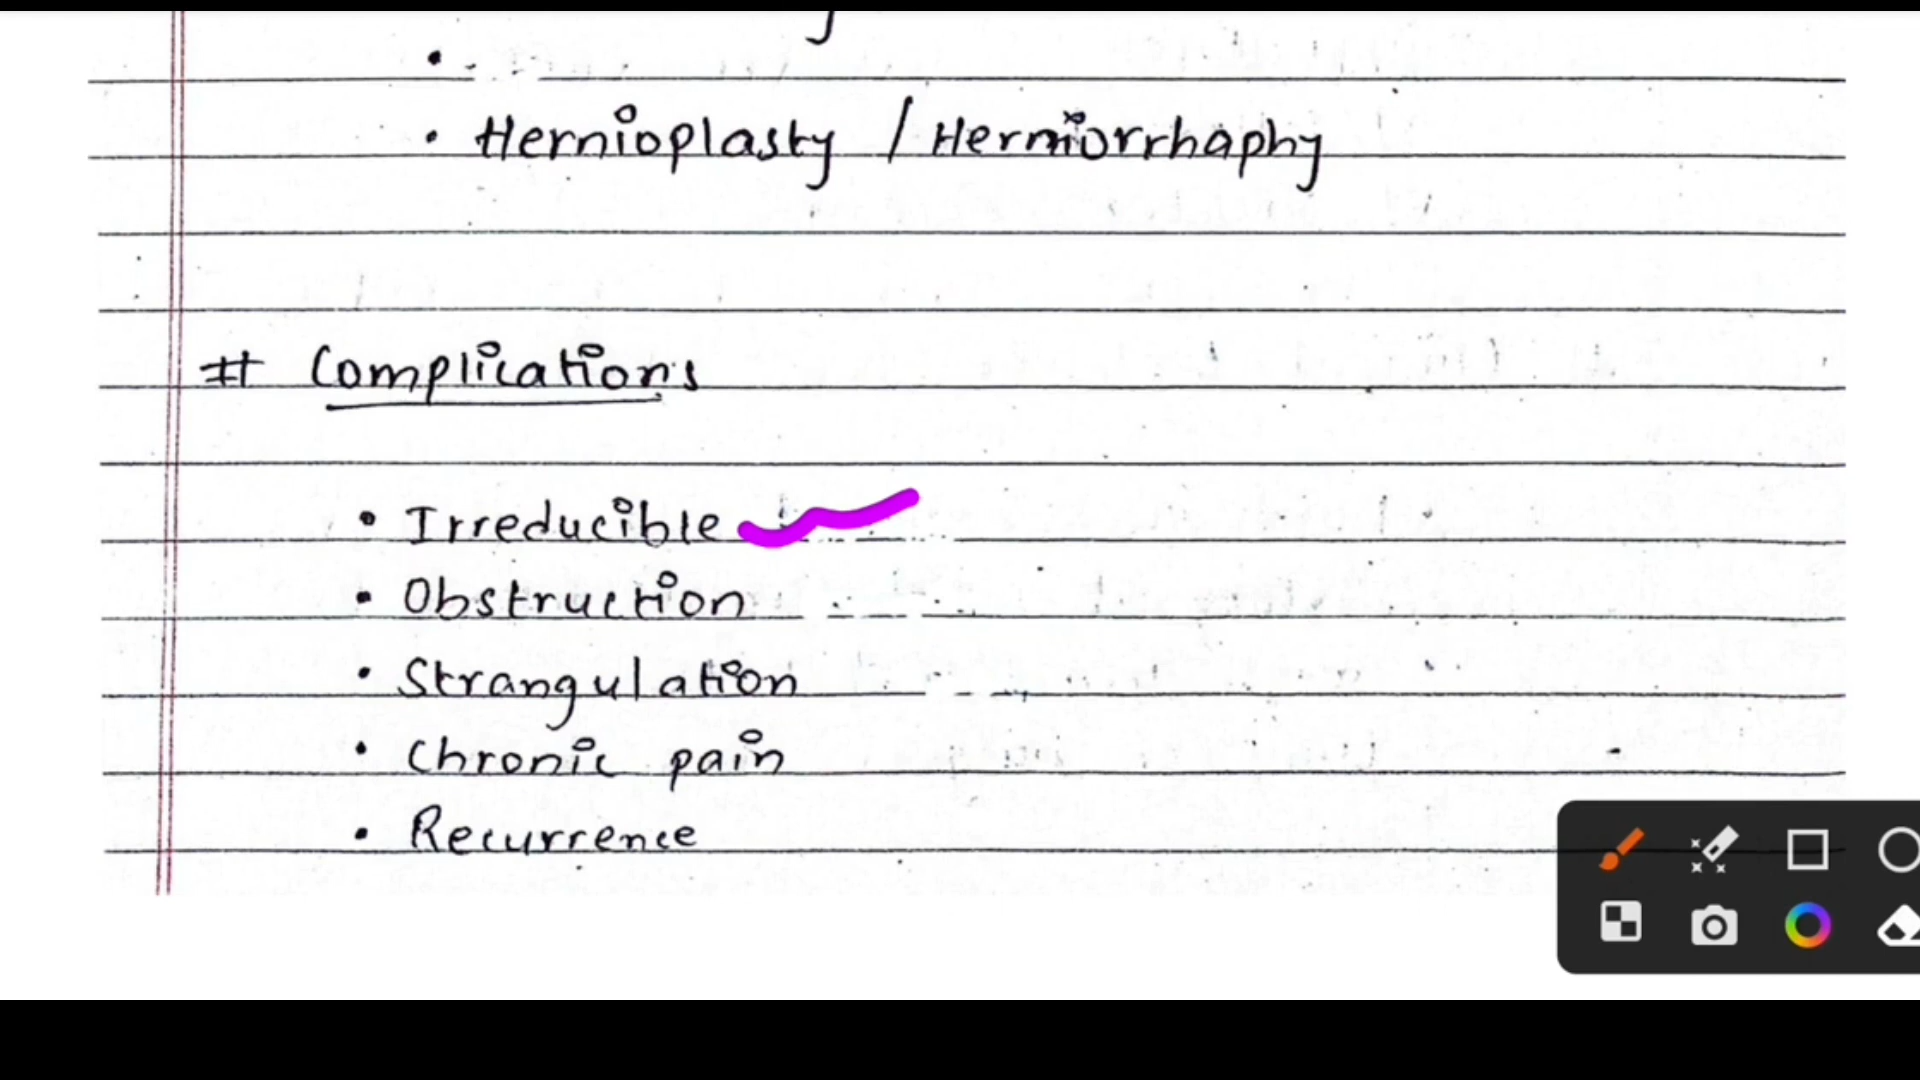 • Hernioplasty / Herniorrhaphy
# Complications
• Irreducible
• Obstruction
• Strangulation
• Chronic pain
• Recurrence